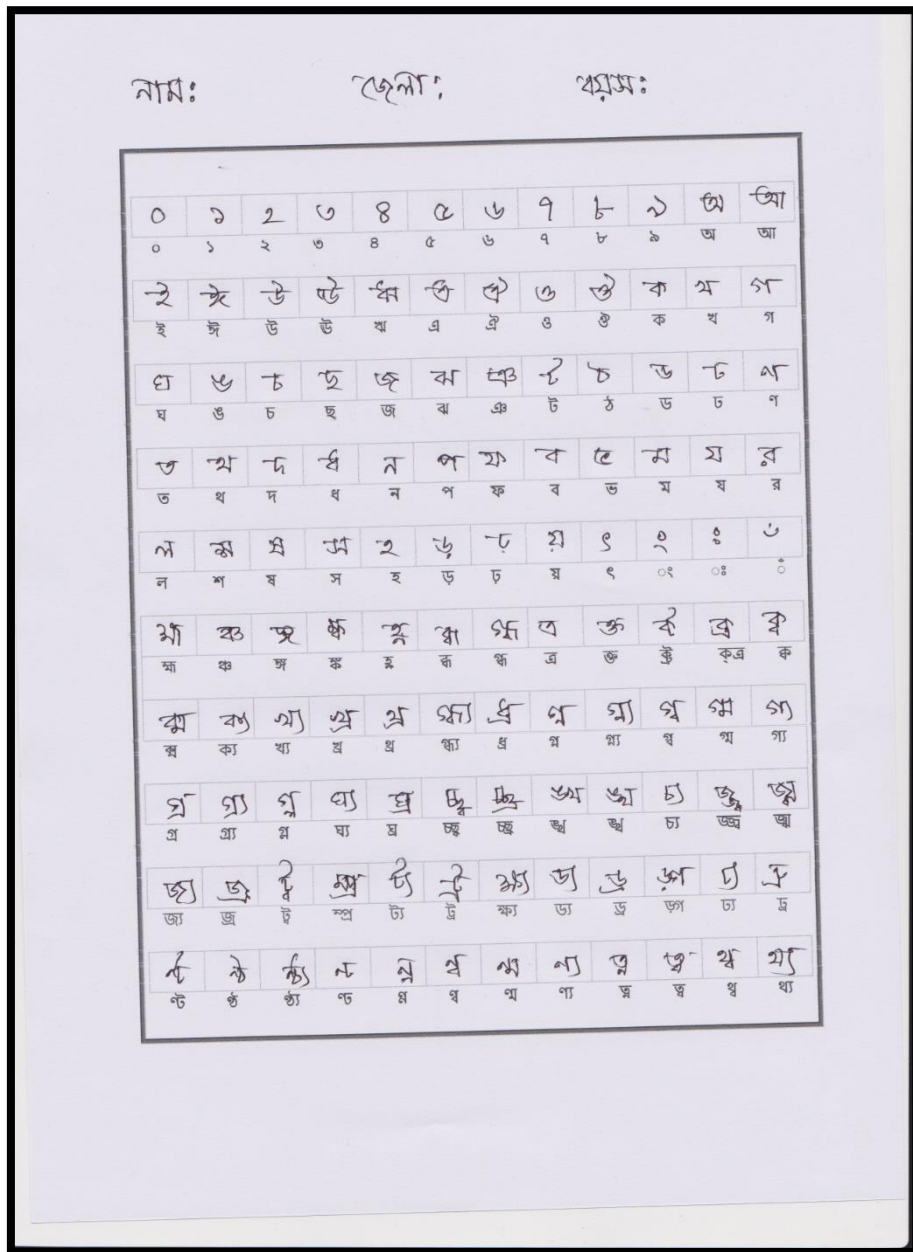 নামঃ জেলা: বয়সঃ
০ ১ ২ ৩ ৪ ৫ ৬ ৭ ৮ ৯ অ আ
০ ১ ২ ৩ ৪ ৫ ৬ ৭ ৮ ৯ অ আ
ই ঈ উ ঊ ঋ এ ঐ ও ঔ ক খ গ
ই ঈ উ ঊ ঋ এ ঐ ও ঔ ক খ গ
ঘ ঙ চ ছ জ ঝ ঞ ট ঠ ড ঢ ণ
ঘ ঙ চ ছ জ ঝ ঞ ট ঠ ড ঢ ণ
ত থ দ ধ ন প ফ ব ভ ম য র
ত থ দ ধ ন প ফ ব ভ ম য র
ল শ ষ স হ ড় ঢ় য় ৎ ং ঃ ঁ
ল শ ষ স হ ড় ঢ় য় ৎ ং ঃ ঁ
হ্ম ঞ্চ ঙ্গ ঙ্ক হ্ন ব্ধ গ্ধ ত্র ক্ত ক্ট ক্র ক্ব
হ্ম ঞ্চ ঙ্গ ঙ্ক হ্ন ব্ধ গ্ধ ত্র ক্ত ক্ট ক্ব
ক্ম ক্য খ্য খ্র থ্র গ্ধ্য ধ্র গ্ন গ্ন্য গ্ব গ্ম গ্য
ক্য খ্য খ্র থ্র গ্ধ্য ধ্র গ্ন গ্ন্য গ্ব গ্ম গ্য
গ্র গ্র্য গ্ল ঘ্য ঘ্র চ্ছ্ব চ্ছ্র ঙ্খ ঙ্খ চ্য জ্জ্ব জ্ঝ
গ্র গ্র্য গ্ল ঘ্য ঘ্র চ্ছ্ব চ্ছ্র ঙ্খ ঙ্খ চ্য জ্জ্ব জ্ঝ
জ্য জ্র ট্ব ম্প্র ট্য ট্র ক্ষ্য ড্য ড্র ড়্গ ঢ্য ঢ্র
জ্য জ্র ট্ব ম্প্র ট্য ট্র ক্ষ্য ড্য ড্র ড়্গ ঢ্য ঢ্র
ণ্ট ণ্ঠ ণ্ঠ্য ণ্ঢ ণ্ন ণ্ব ণ্ম ণ্য ত্ন ত্ব থ্ব থ্য
ণ্ট ণ্ঠ ণ্ঠ্য ণ্ঢ ণ্ন ণ্ব ণ্ম ণ্য ত্ন ত্ব থ্ব থ্য